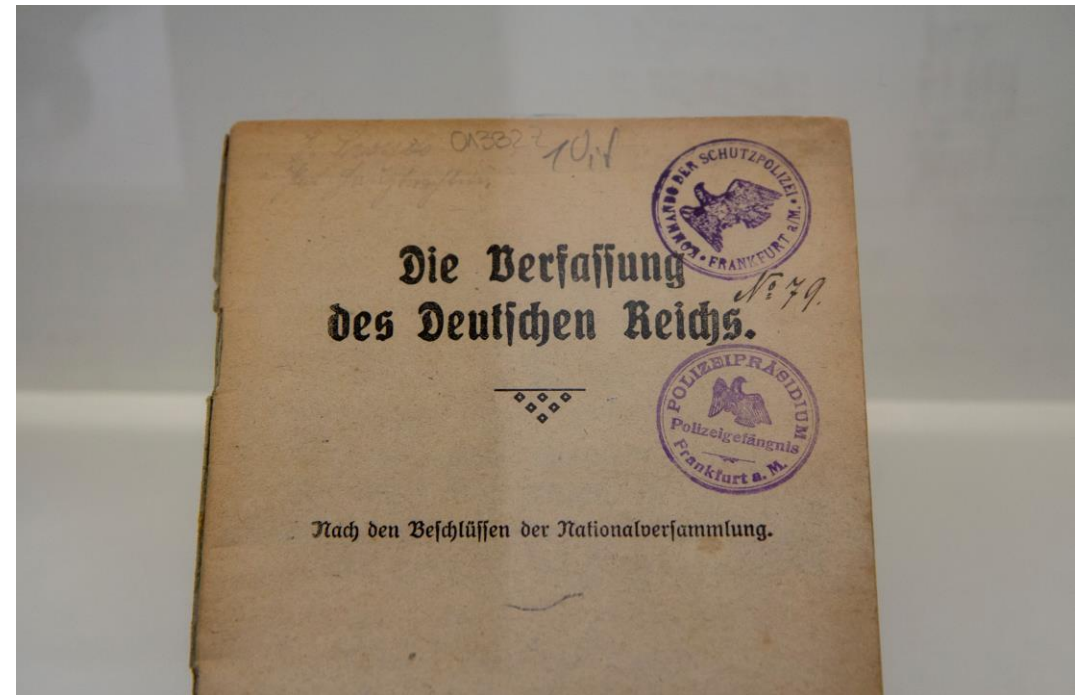 013327 10,-
KOMMANDO DER SCHUTZPOLIZEI • FRANKFURT a/M. •
Die Verfassung
des Deutschen Reichs.
No: 79.
POLIZEIPRÄSIDIUM
Polizeigefängnis
Frankfurt a. M.
Nach den Beschlüssen der Nationalversammlung.